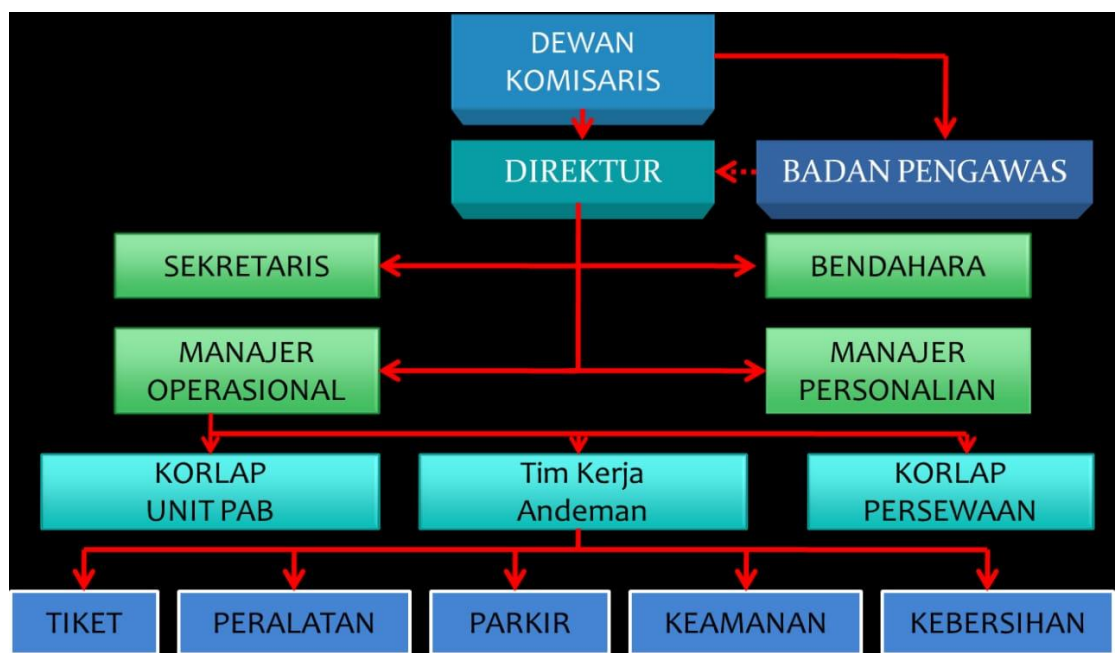 DEWAN
KOMISARIS
DIREKTUR
BADAN PENGAWAS
SEKRETARIS
BENDAHARA
MANAJER
OPERASIONAL
MANAJER
PERSONALIAN
KORLAP
UNIT PAB
Tim Kerja
Andeman
KORLAP
PERSEWAAN
TIKET
PERALATAN
PARKIR
KEAMANAN
KEBERSIHAN